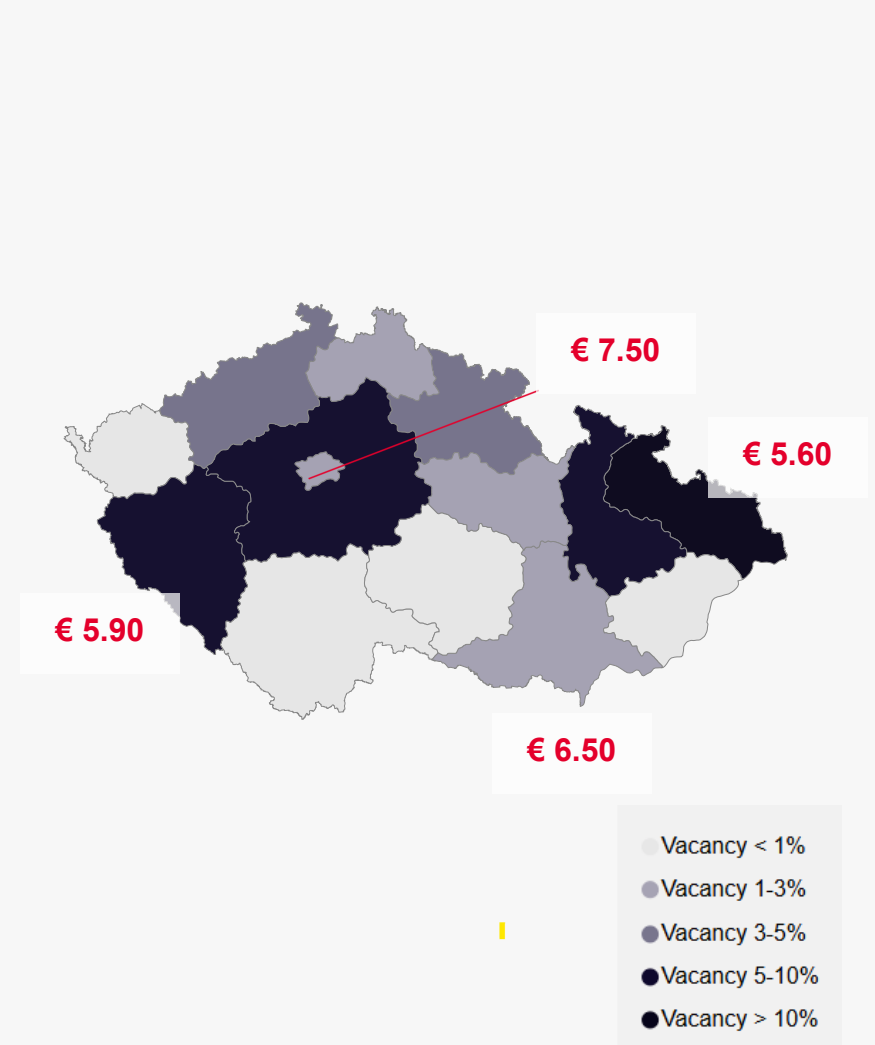 € 7.50
€ 5.60
€ 5.90
€ 6.50
Vacancy < 1%
Vacancy 1-3%
Vacancy 3-5%
Vacancy 5-10%
Vacancy > 10%